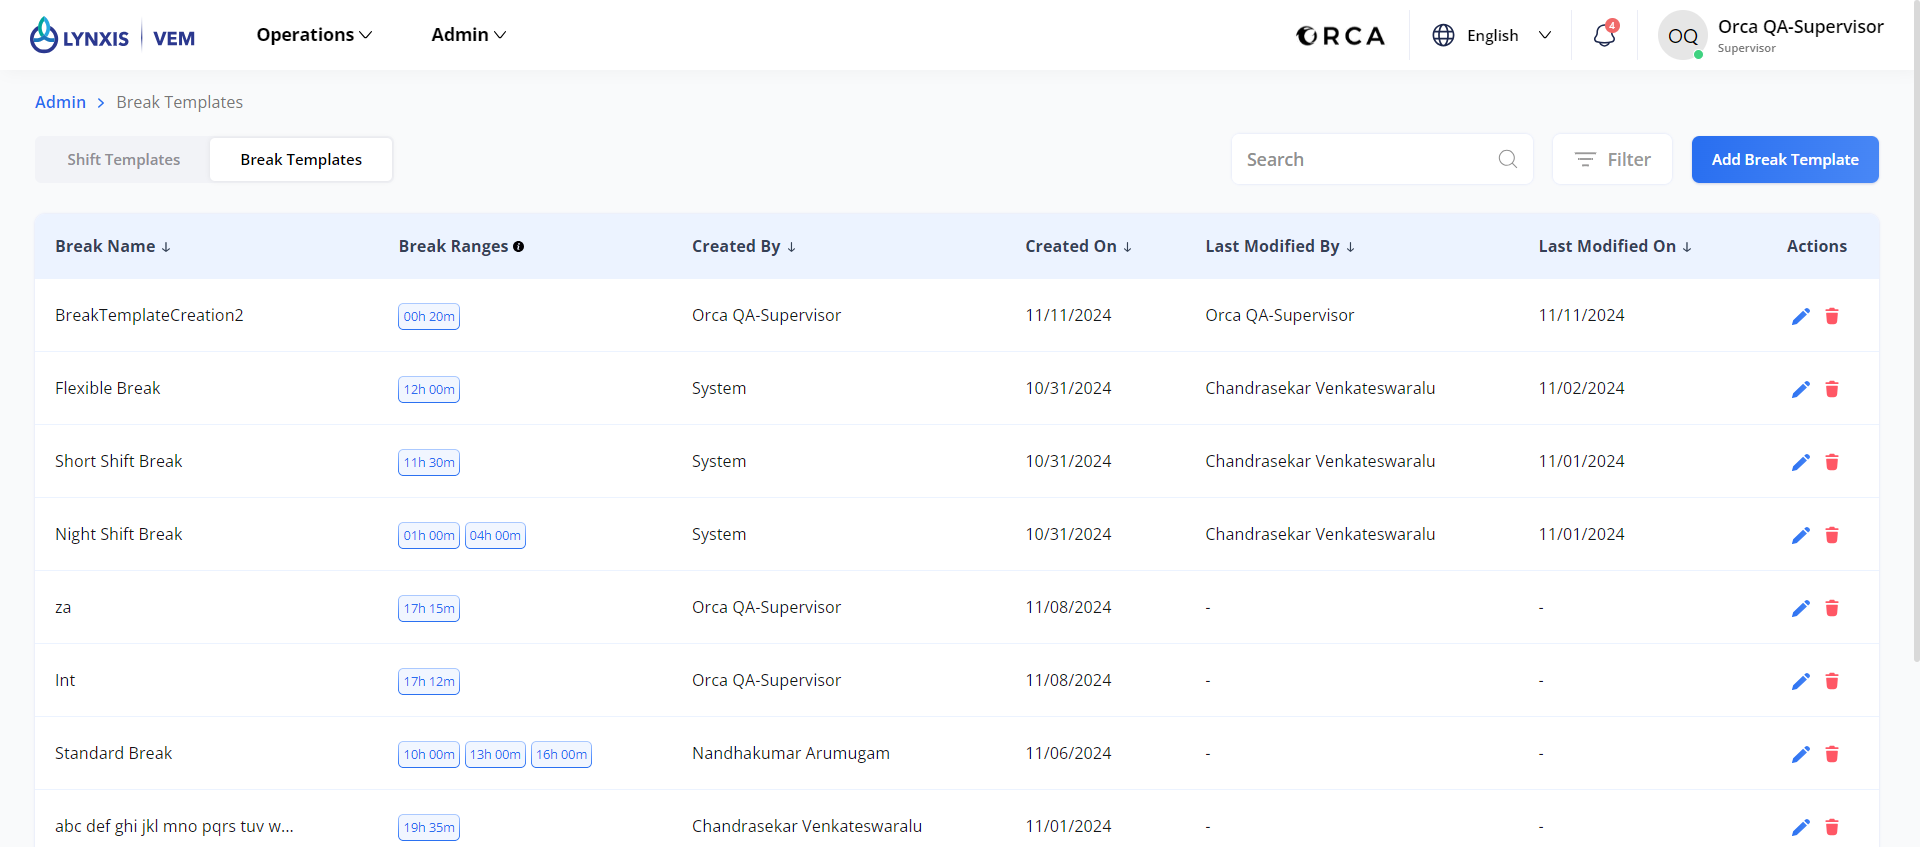 LYNXIS VEM Operations Admin ORCA English 4 OQ Orca QA-Supervisor
Supervisor
Admin > Break Templates
Shift Templates Break Templates Search Filter Add Break Template
Break Name ↓ Break Ranges Created By ↓ Created On ↓ Last Modified By ↓ Last Modified On ↓ Actions
BreakTemplateCreation2 00h 20m Orca QA-Supervisor 11/11/2024 Orca QA-Supervisor 11/11/2024
Flexible Break 12h 00m System 10/31/2024 Chandrasekar Venkateswaralu 11/02/2024
Short Shift Break 11h 30m System 10/31/2024 Chandrasekar Venkateswaralu 11/01/2024
Night Shift Break 01h 00m 04h 00m System 10/31/2024 Chandrasekar Venkateswaralu 11/01/2024
za 17h 15m Orca QA-Supervisor 11/08/2024 - -
Int 17h 12m Orca QA-Supervisor 11/08/2024 - -
Standard Break 10h 00m 13h 00m 16h 00m Nandhakumar Arumugam 11/06/2024 - -
abc def ghi jkl mno pqrs tuv w... 19h 35m Chandrasekar Venkateswaralu 11/01/2024 - -